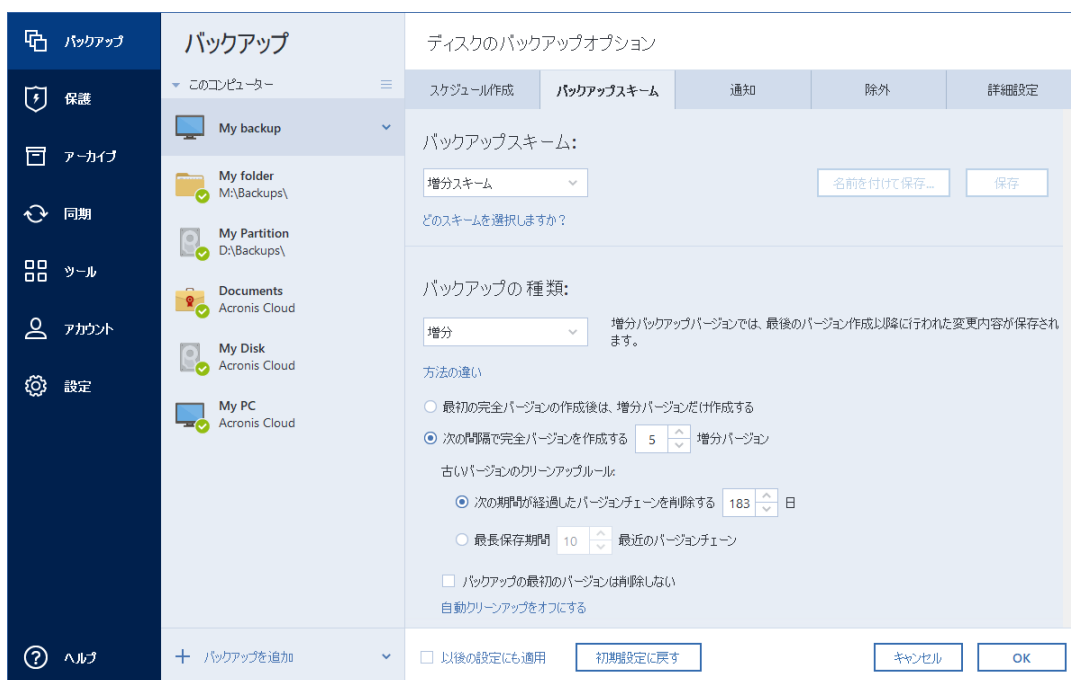 バックアップ
保護
アーカイブ
同期
ツール
アカウント
設定
ヘルプ
バックアップ
このコンピューター
My backup
My folder
M:\Backups\
My Partition
D:\Backups\
Documents
Acronis Cloud
My Disk
Acronis Cloud
My PC
Acronis Cloud
バックアップを追加
ディスクのバックアップオプション
スケジュール作成 バックアップスキーム 通知 除外 詳細設定
バックアップスキーム:
増分スキーム 名前を付けて保存... 保存
どのスキームを選択しますか?
バックアップの種類:
増分 増分バックアップバージョンでは、最後のバージョン作成以降に行われた変更内容が保存され
ます。
方法の違い
最初の完全バージョンの作成後は、増分バージョンだけ作成する
次の間隔で完全バージョンを作成する 5 増分バージョン
古いバージョンのクリーンアップルール:
次の期間が経過したバージョンチェーンを削除する 183 日
最長保存期間 10 最近のバージョンチェーン
バックアップの最初のバージョンは削除しない
自動クリーンアップをオフにする
以後の設定にも適用 初期設定に戻す キャンセル OK